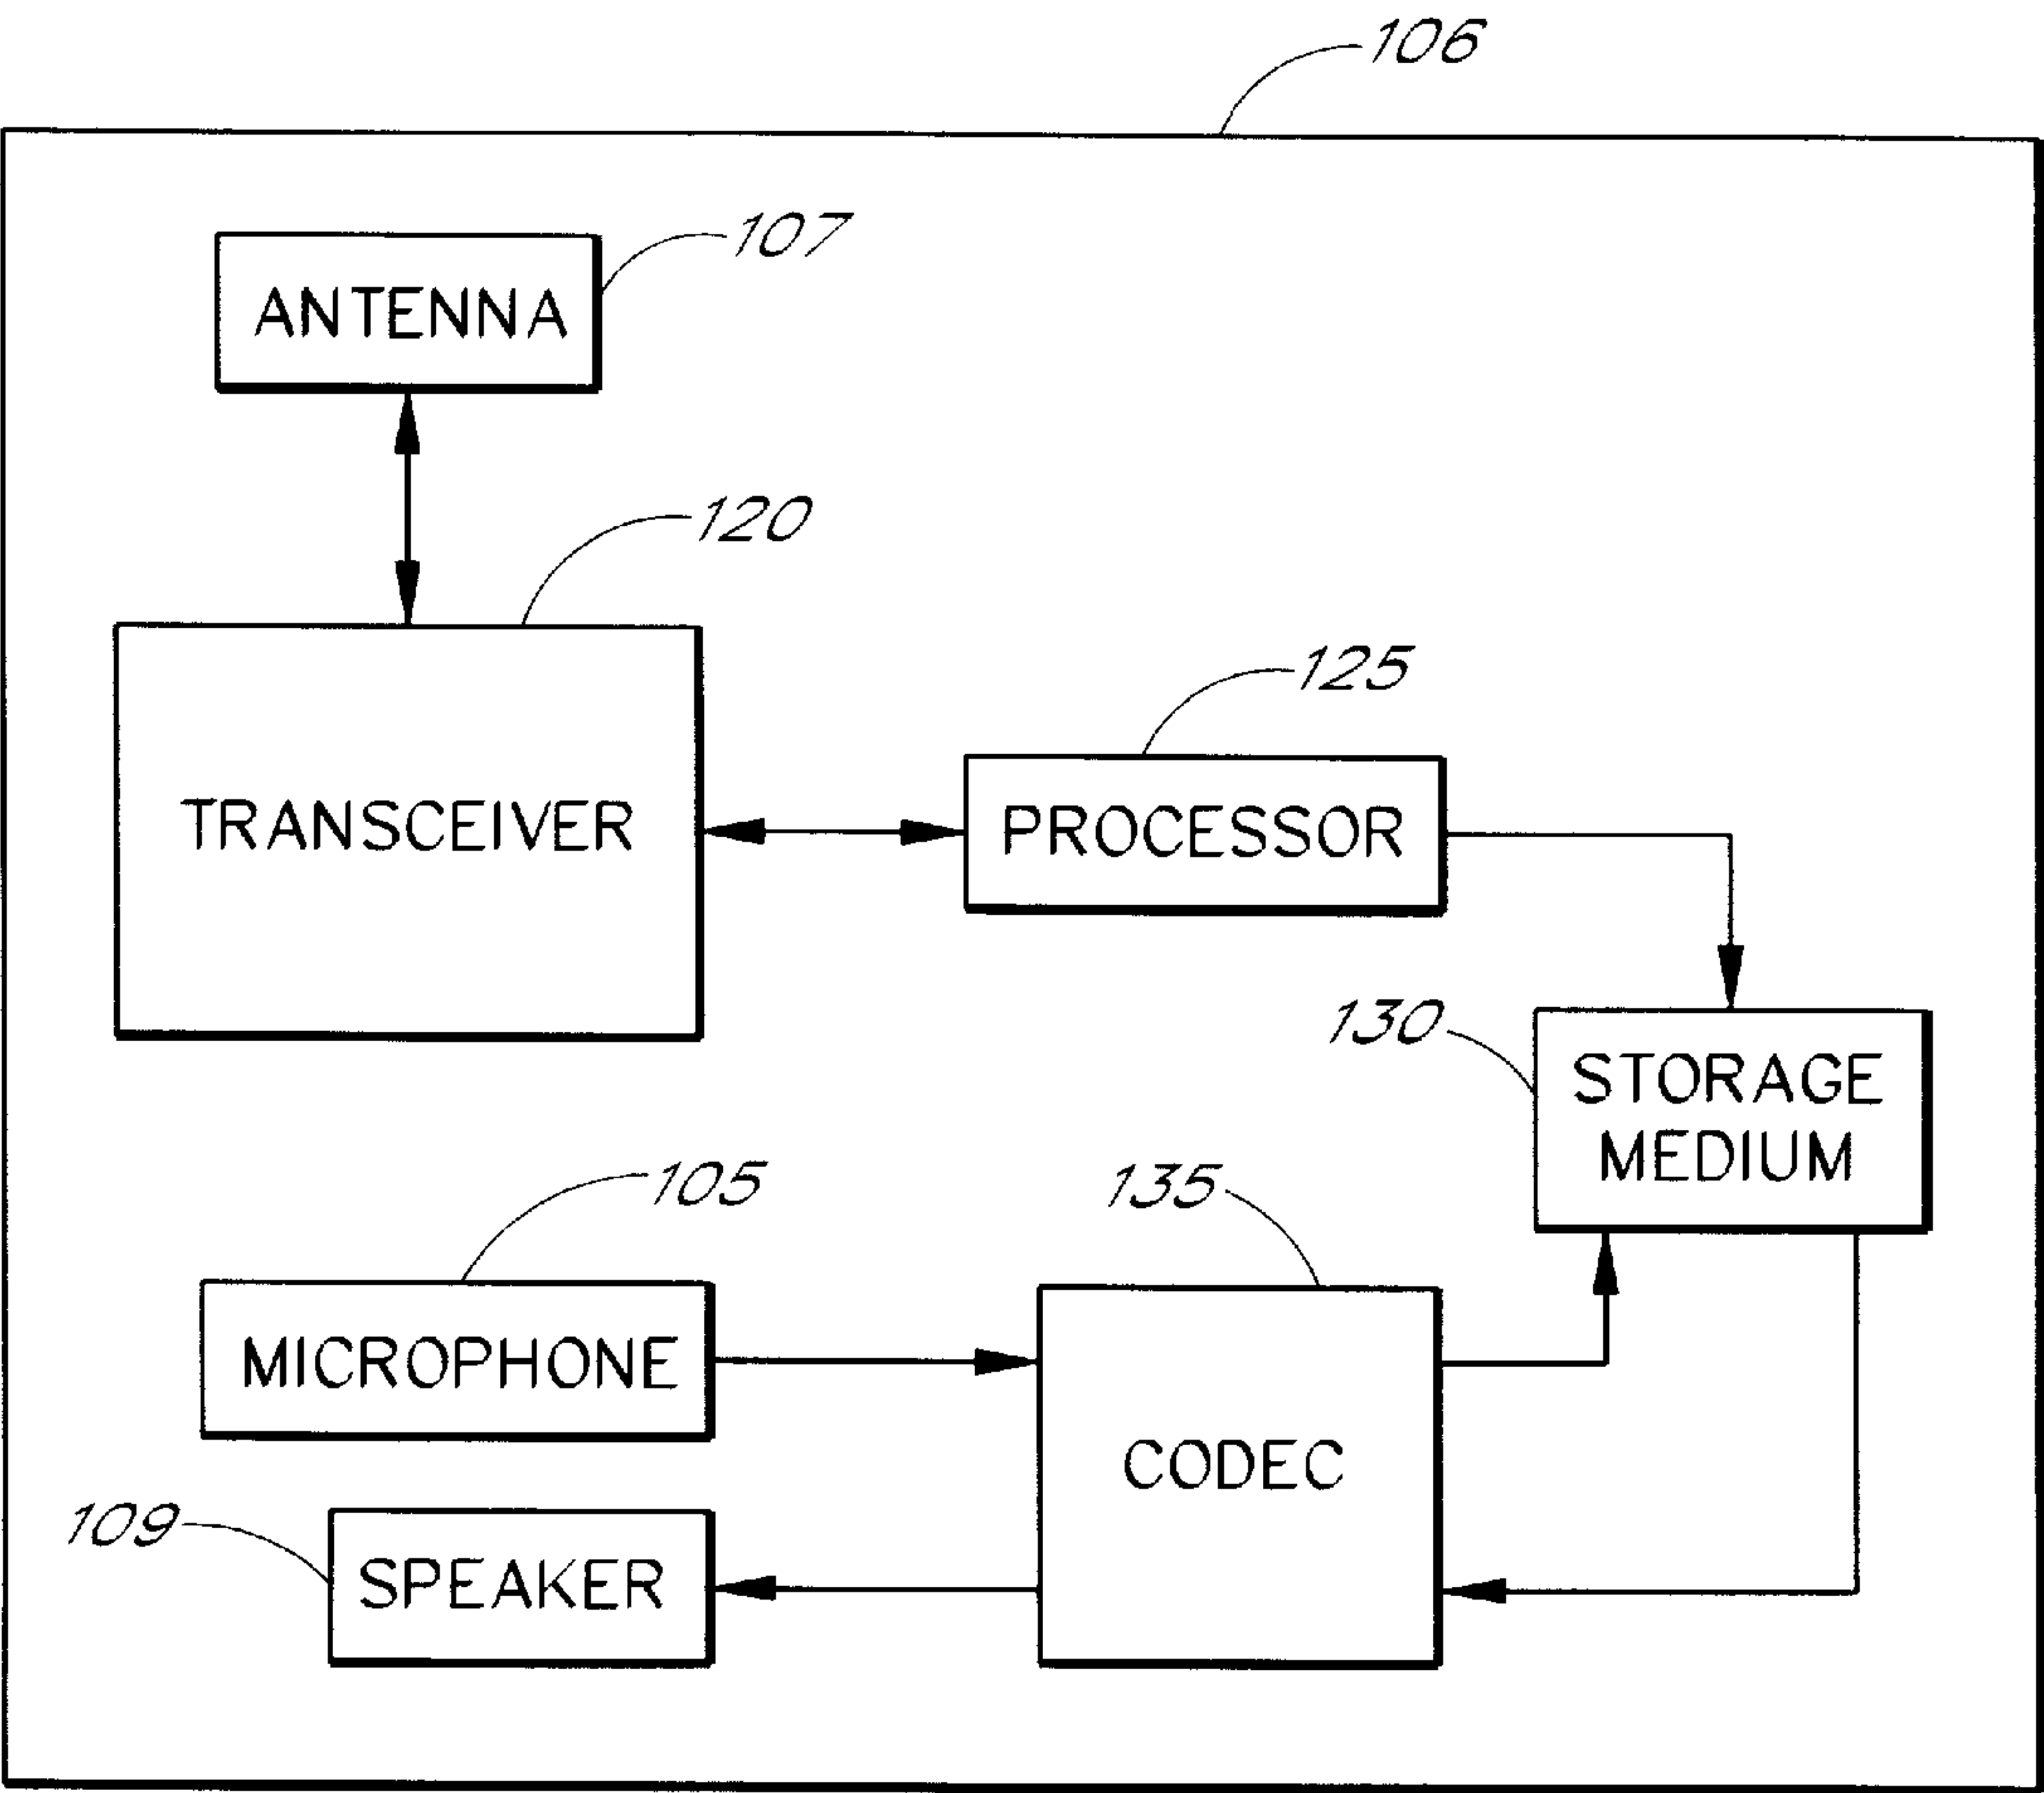 106
107
ANTENNA
120
125
TRANSCEIVER
PROCESSOR
130
STORAGE
MEDIUM
105
135
MICROPHONE
CODEC
109
SPEAKER